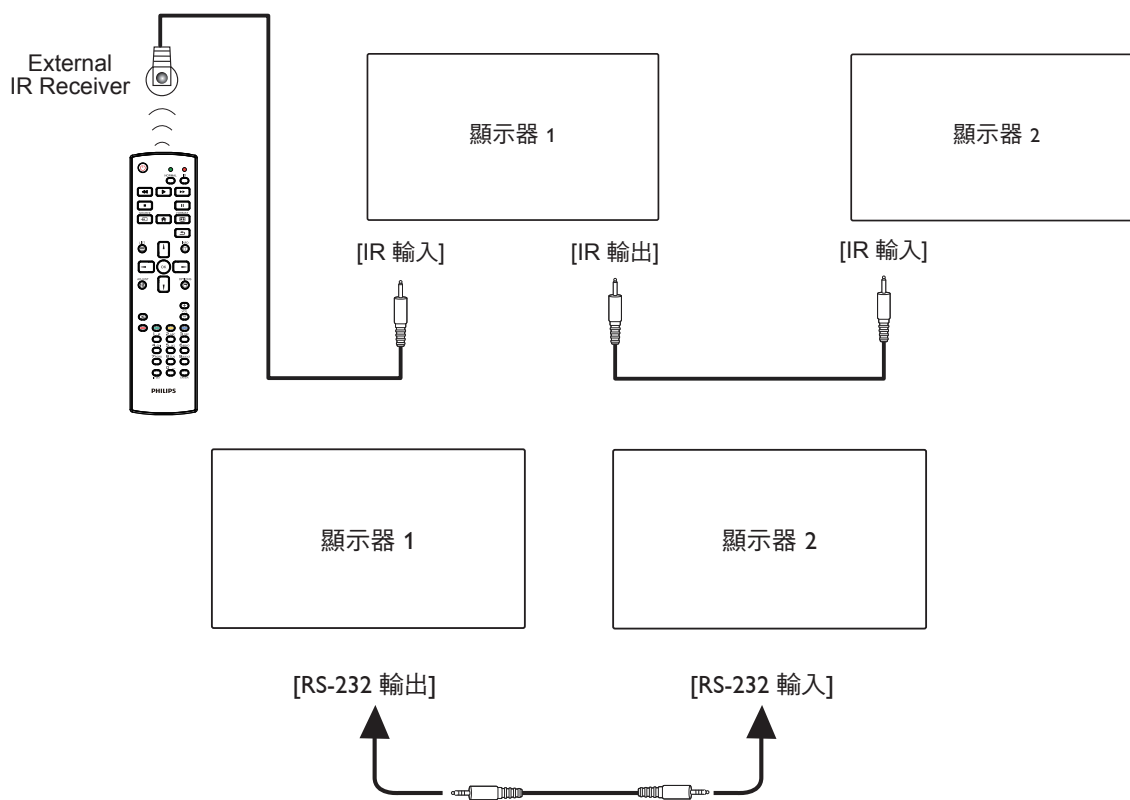 External
IR Receiver
顯示器 1
顯示器 2
[IR 輸入]
[IR 輸出]
[IR 輸入]
PHILIPS
顯示器 1
顯示器 2
[RS-232 輸出]
[RS-232 輸入]